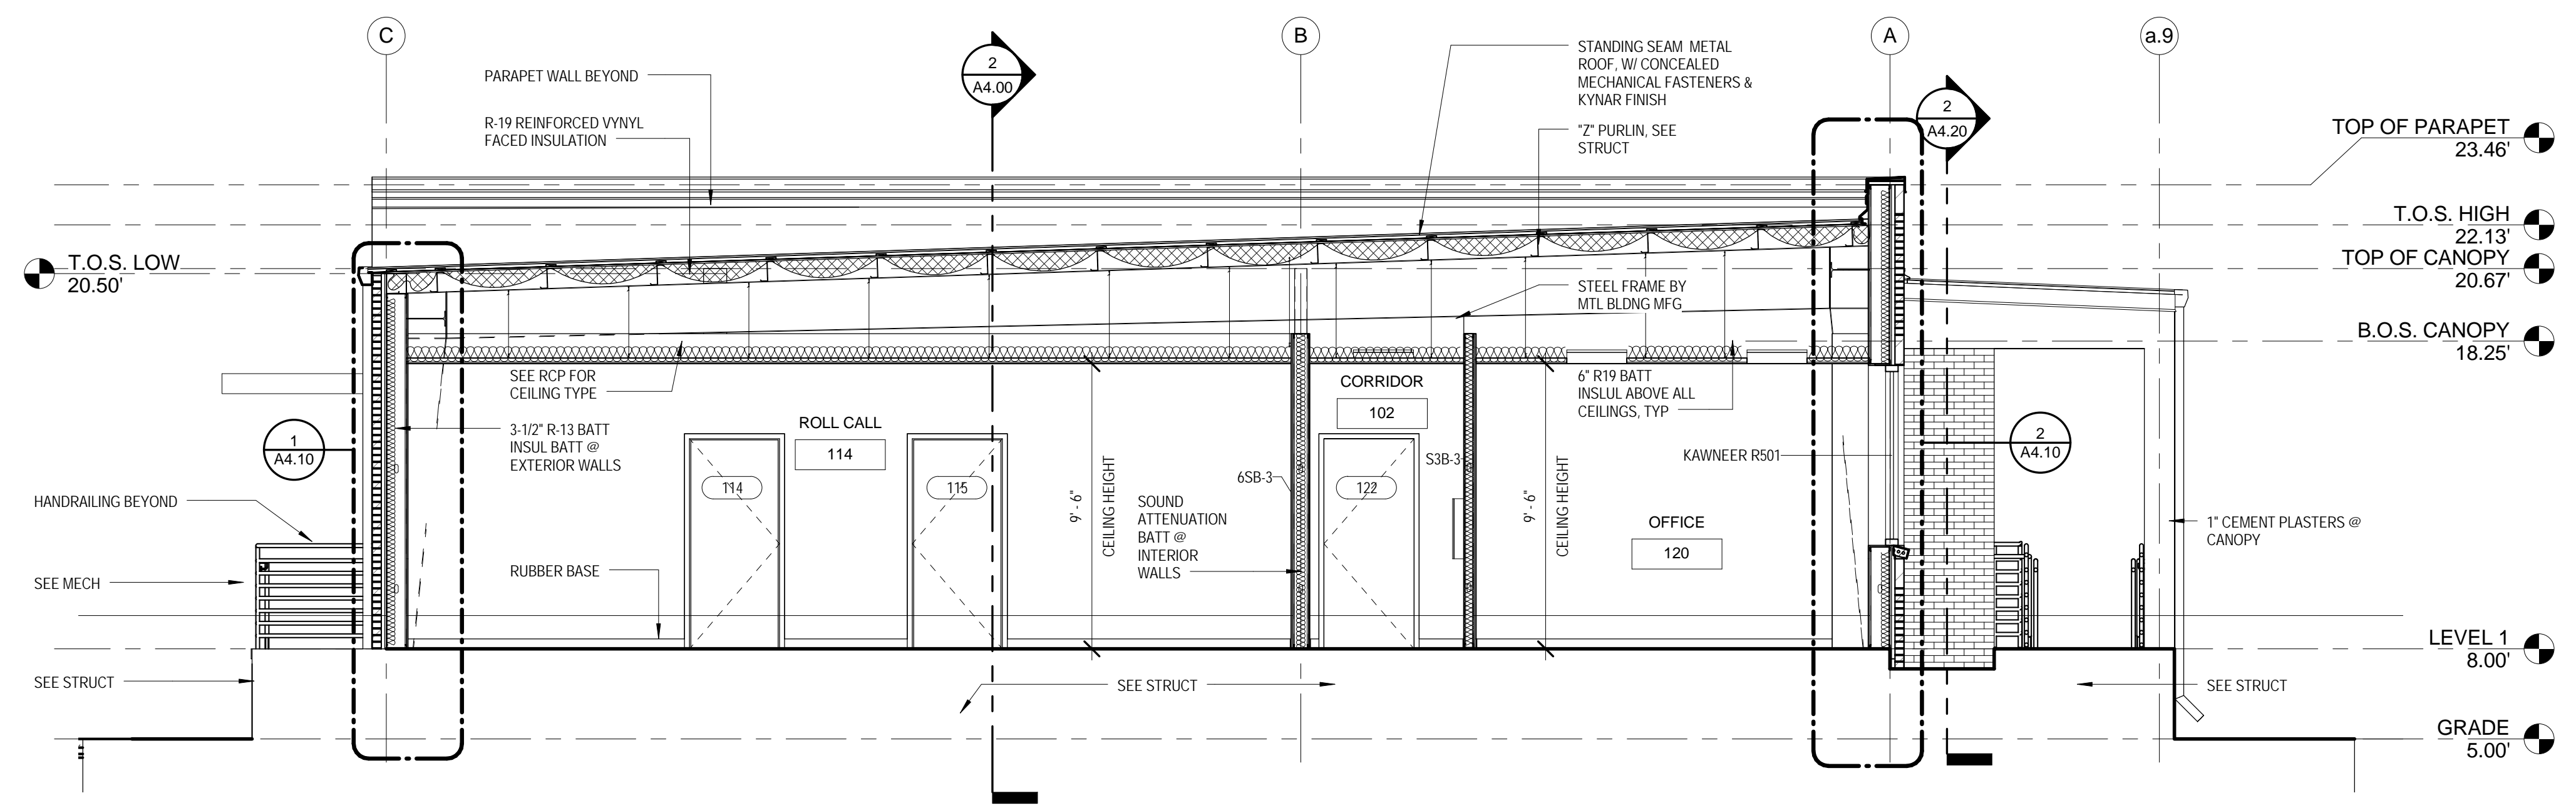 C
B
A
a.9
2
A4.00
2
A4.20
PARAPET WALL BEYOND
R-19 REINFORCED VYNYL
FACED INSULATION
STANDING SEAM METAL
ROOF, W/ CONCEALED
MECHANICAL FASTENERS &
KYNAR FINISH
"Z" PURLIN, SEE
STRUCT
TOP OF PARAPET
23.46'
T.O.S. HIGH
22.13'
TOP OF CANOPY
20.67'
B.O.S. CANOPY
18.25'
T.O.S. LOW
20.50'
STEEL FRAME BY
MTL BLDNG MFG
SEE RCP FOR
CEILING TYPE
3-1/2" R-13 BATT
INSUL BATT @
EXTERIOR WALLS
ROLL CALL
114
CORRIDOR
102
6" R19 BATT
INSLUL ABOVE ALL
CEILINGS, TYP
1
A4.10
2
A4.10
KAWNEER R501
S3B-3
6SB-3
114
115
122
9' - 6"
CEILING HEIGHT
9' - 6"
CEILING HEIGHT
SOUND
ATTENUATION
BATT @
INTERIOR
WALLS
OFFICE
120
HANDRAILING BEYOND
SEE MECH
RUBBER BASE
1" CEMENT PLASTERS @
CANOPY
LEVEL 1
8.00'
SEE STRUCT
SEE STRUCT
SEE STRUCT
GRADE
5.00'